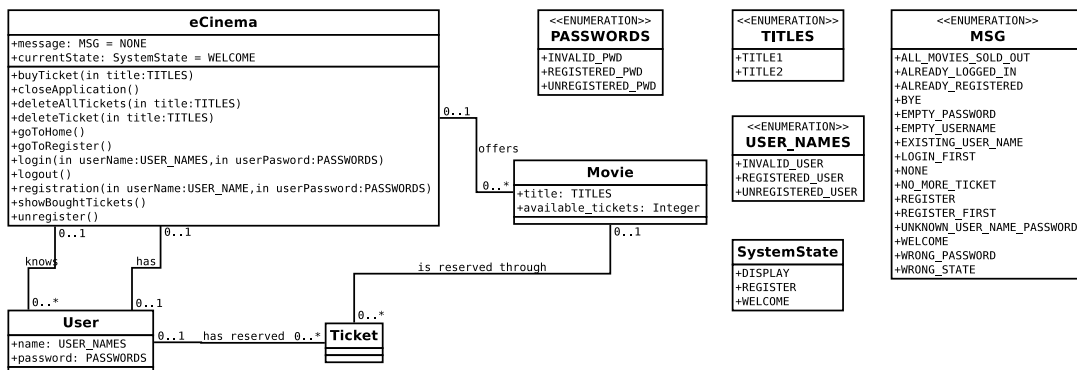 eCinema
+message: MSG = NONE
+currentState: SystemState = WELCOME
+buyTicket(in title:TITLES)
+closeApplication()
+deleteAllTickets(in title:TITLES)
+deleteTicket(in title:TITLES)
+goToHome()
+goToRegister()
+login(in userName:USER_NAMES,in userPasword:PASSWORDS)
+logout()
+registration(in userName:USER_NAME,in userPassword:PASSWORDS)
+showBoughtTickets()
+unregister()
<<ENUMERATION>>
PASSWORDS
+INVALID_PWD
+REGISTERED_PWD
+UNREGISTERED_PWD
<<ENUMERATION>>
TITLES
+TITLE1
+TITLE2
<<ENUMERATION>>
MSG
+ALL_MOVIES_SOLD_OUT
+ALREADY_LOGGED_IN
+ALREADY_REGISTERED
+BYE
+EMPTY_PASSWORD
+EMPTY_USERNAME
+EXISTING_USER_NAME
+LOGIN_FIRST
+NONE
+NO_MORE_TICKET
+REGISTER
+REGISTER_FIRST
+UNKNOWN_USER_NAME_PASSWORD
+WELCOME
+WRONG_PASSWORD
+WRONG_STATE
<<ENUMERATION>>
USER_NAMES
+INVALID_USER
+REGISTERED_USER
+UNREGISTERED_USER
0..1
offers
0..*
Movie
+title: TITLES
+available_tickets: Integer
0..1
is reserved through
0..*
SystemState
+DISPLAY
+REGISTER
+WELCOME
0..1
knows
0..*
0..1
has
0..1
User
+name: USER_NAMES
+password: PASSWORDS
0..1
has reserved
0..*
Ticket